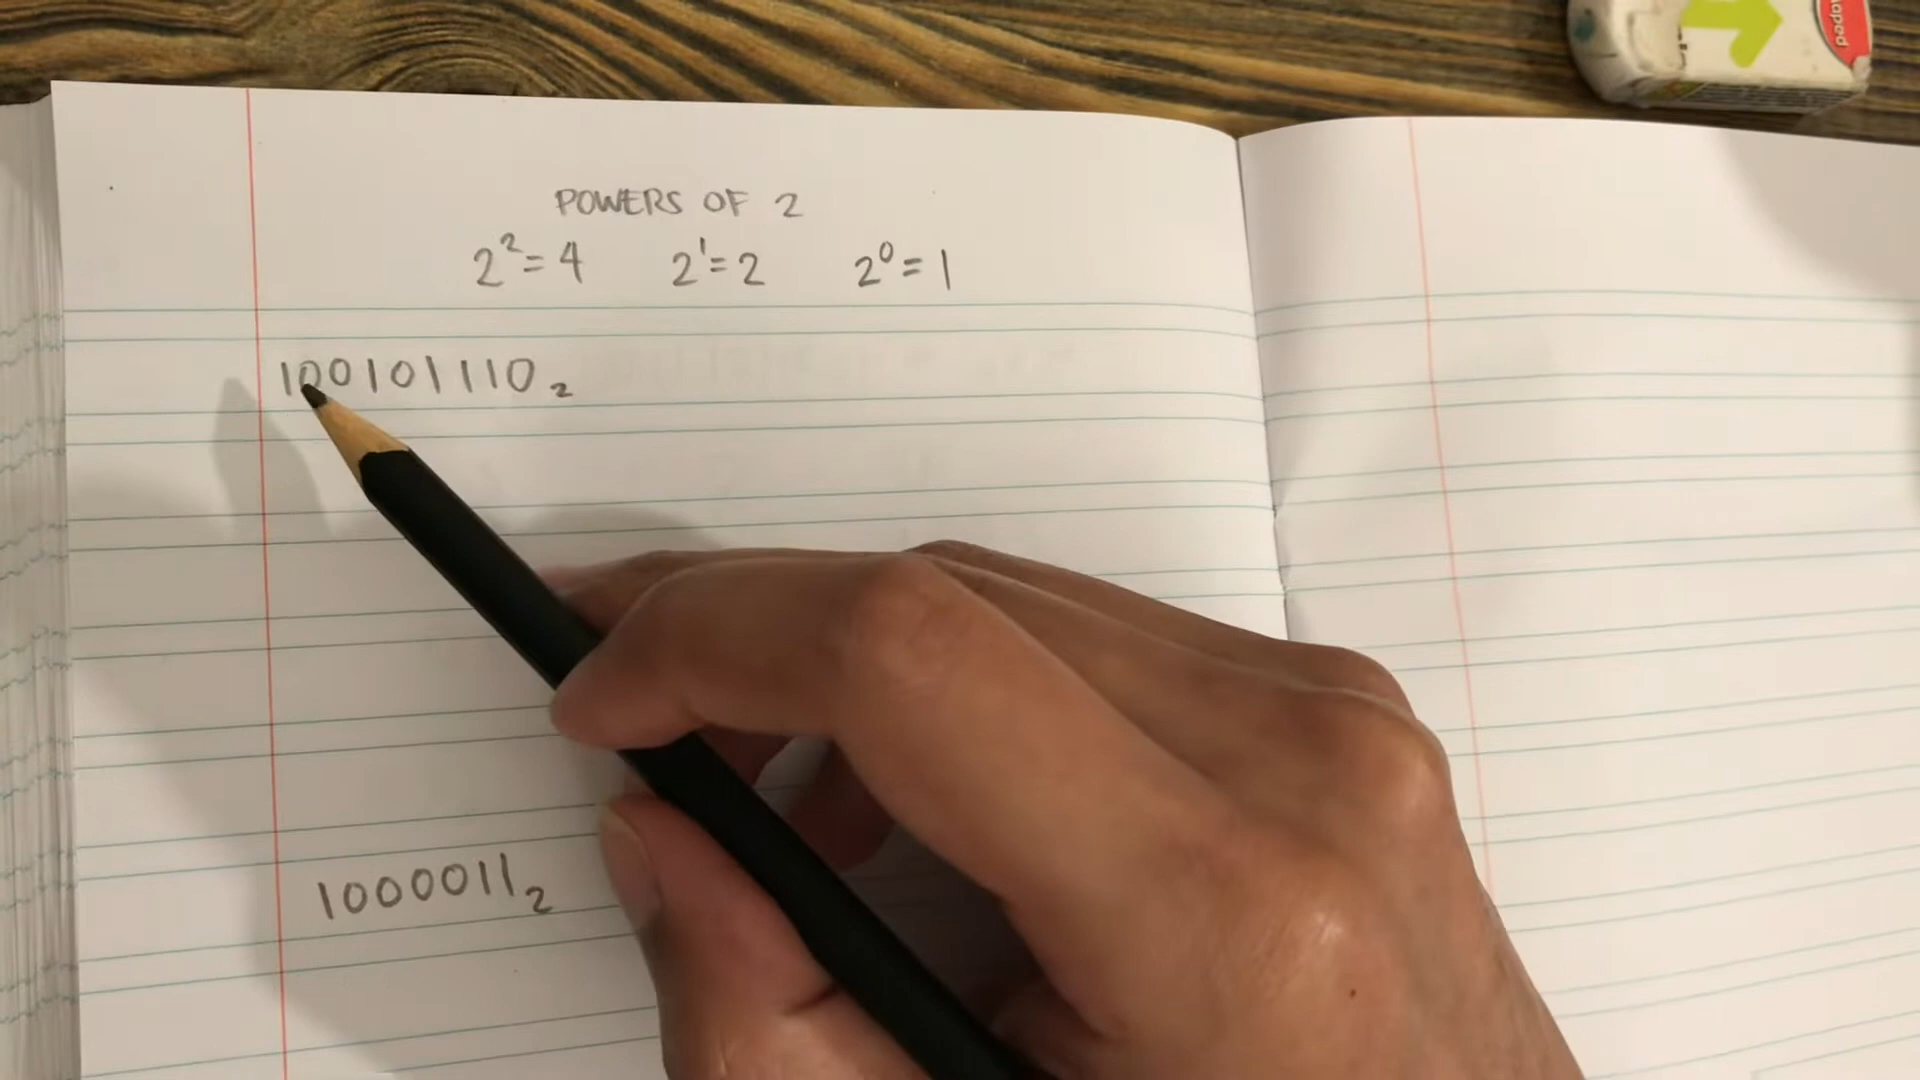 POWERS OF 2
2²=4 2¹=2 2⁰=1
100101110₂
1000011₂